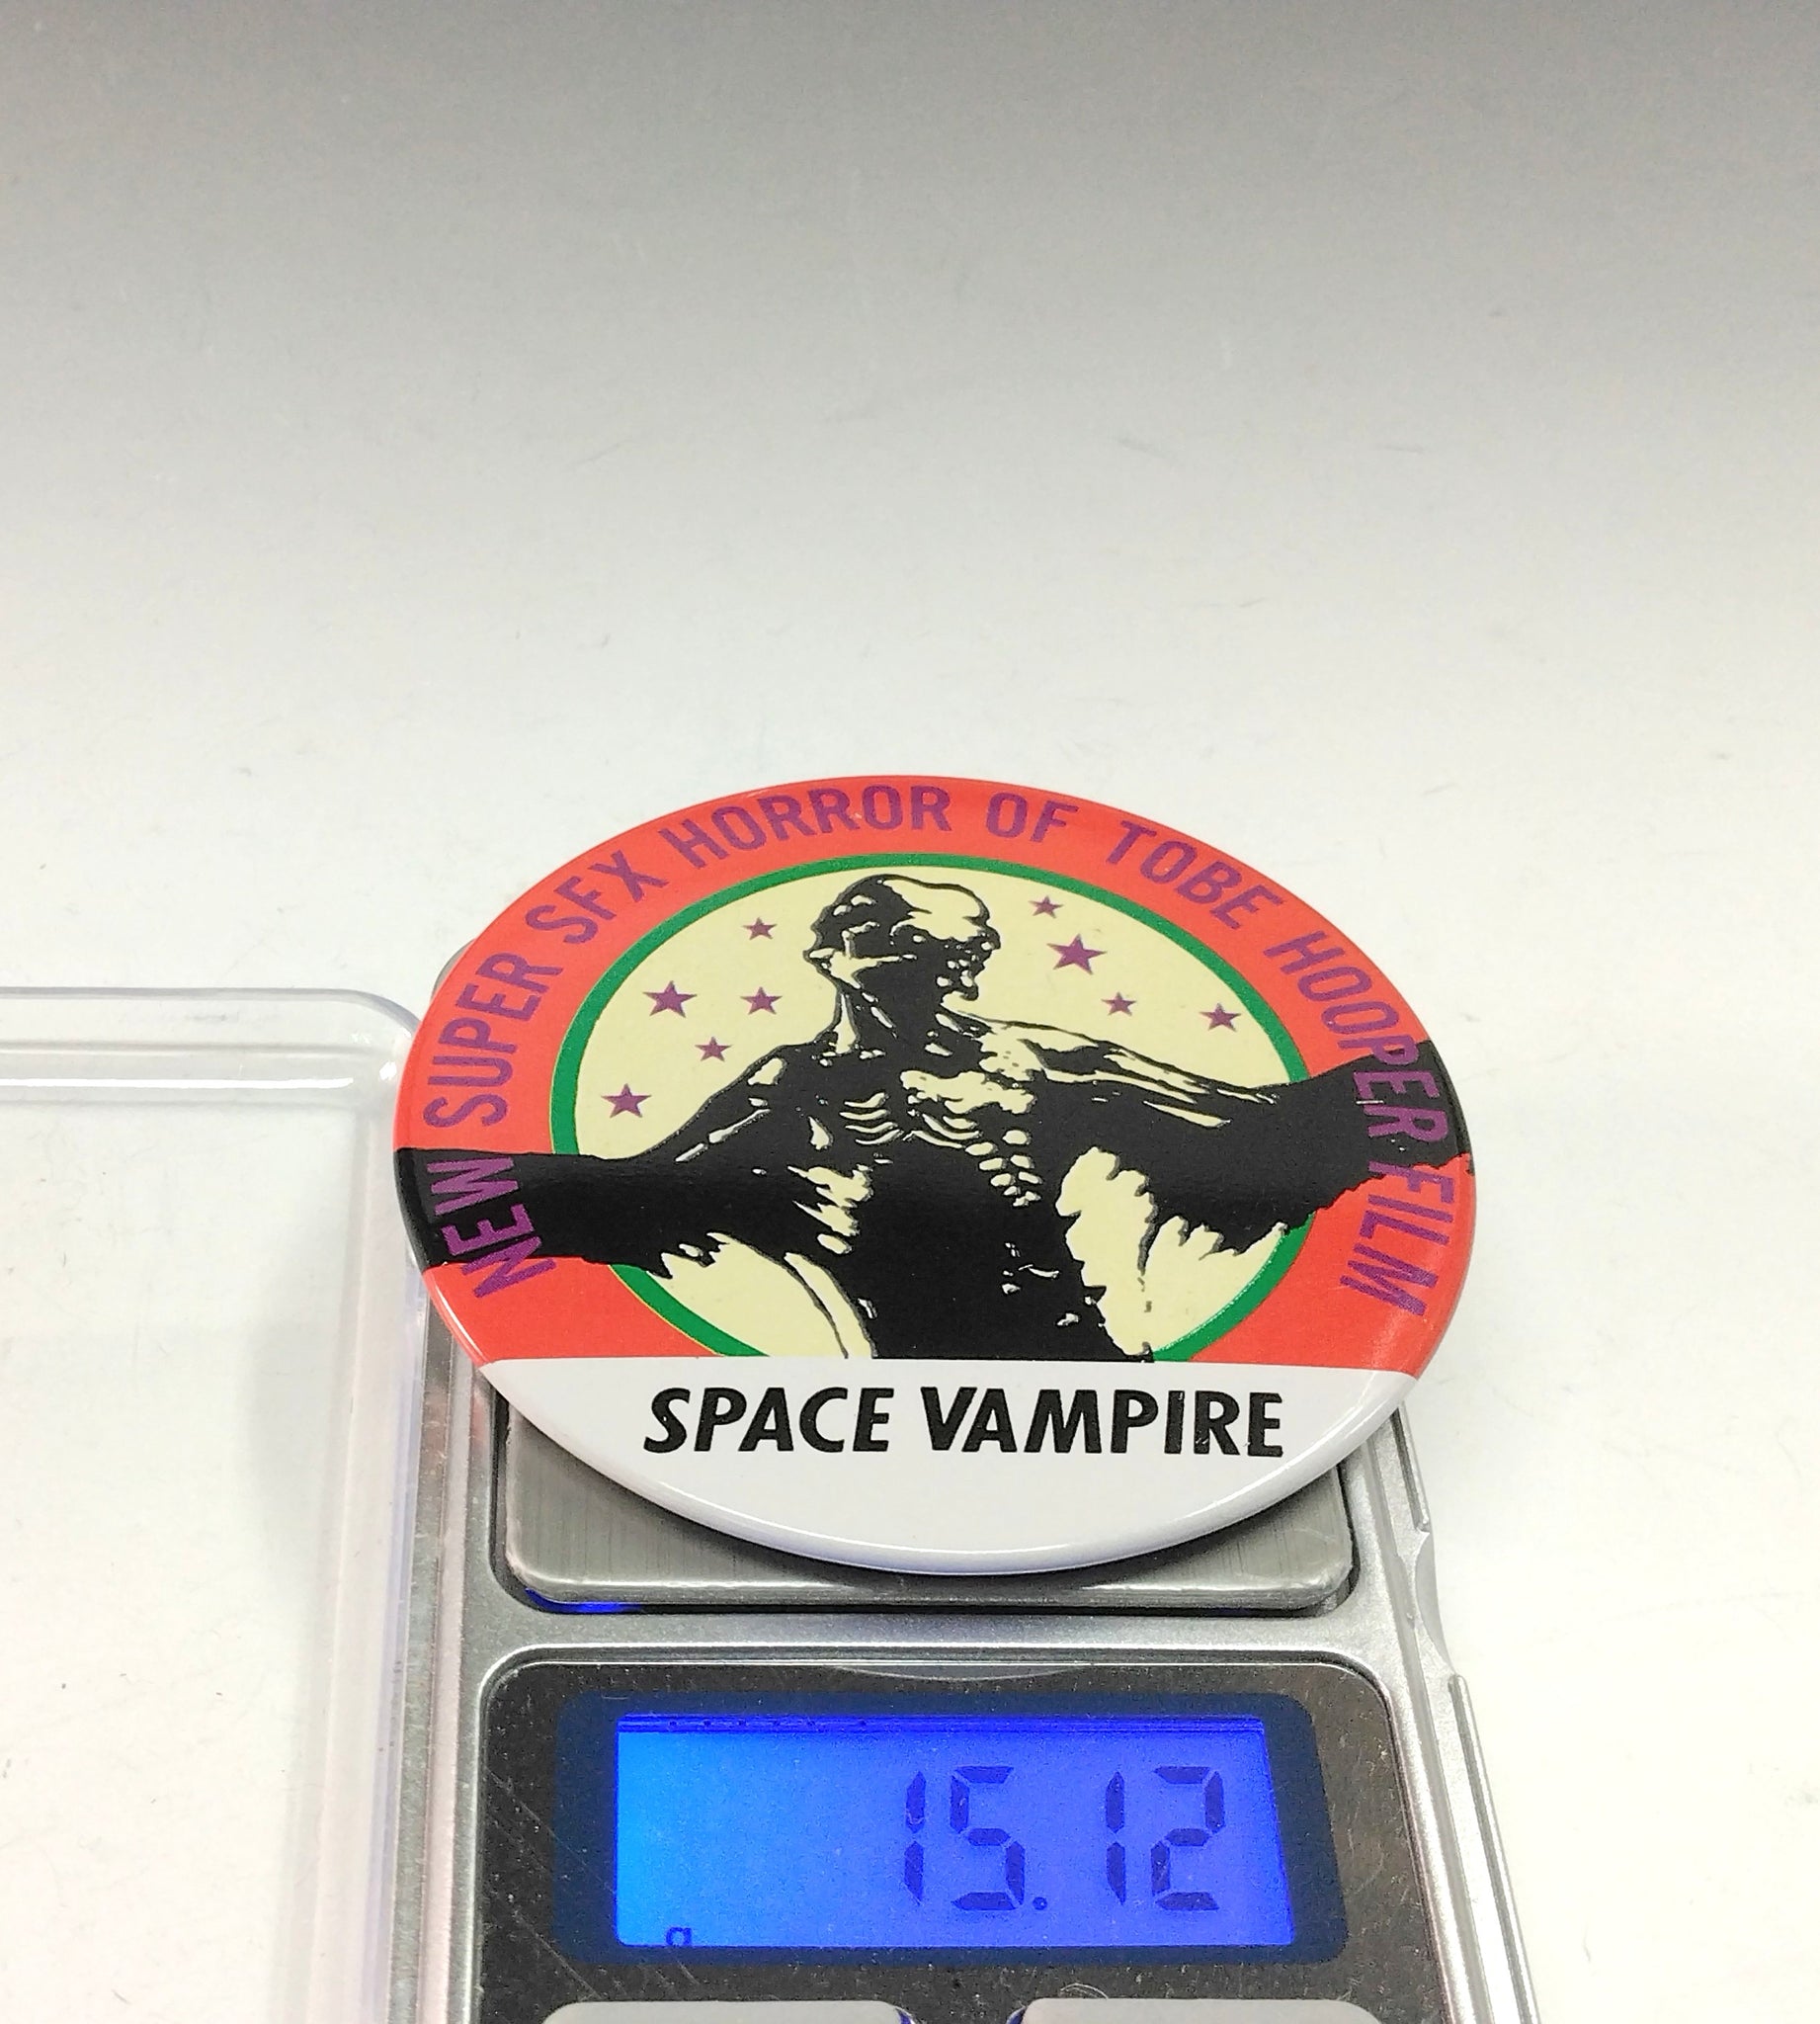 NEW SUPER SFX HORROR OF TOBE HOOPER FILM
SPACE VAMPIRE
15.12
g